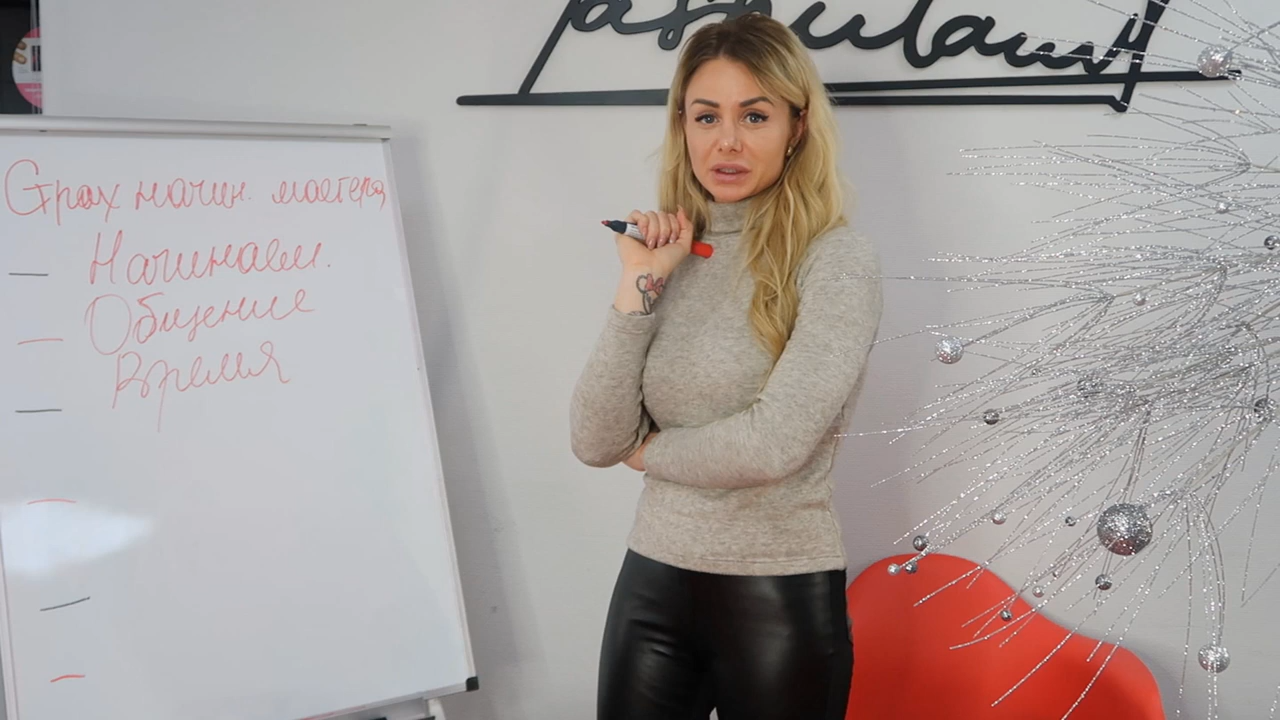 Страх начин. мастера
Начинаем.
Общение
Время